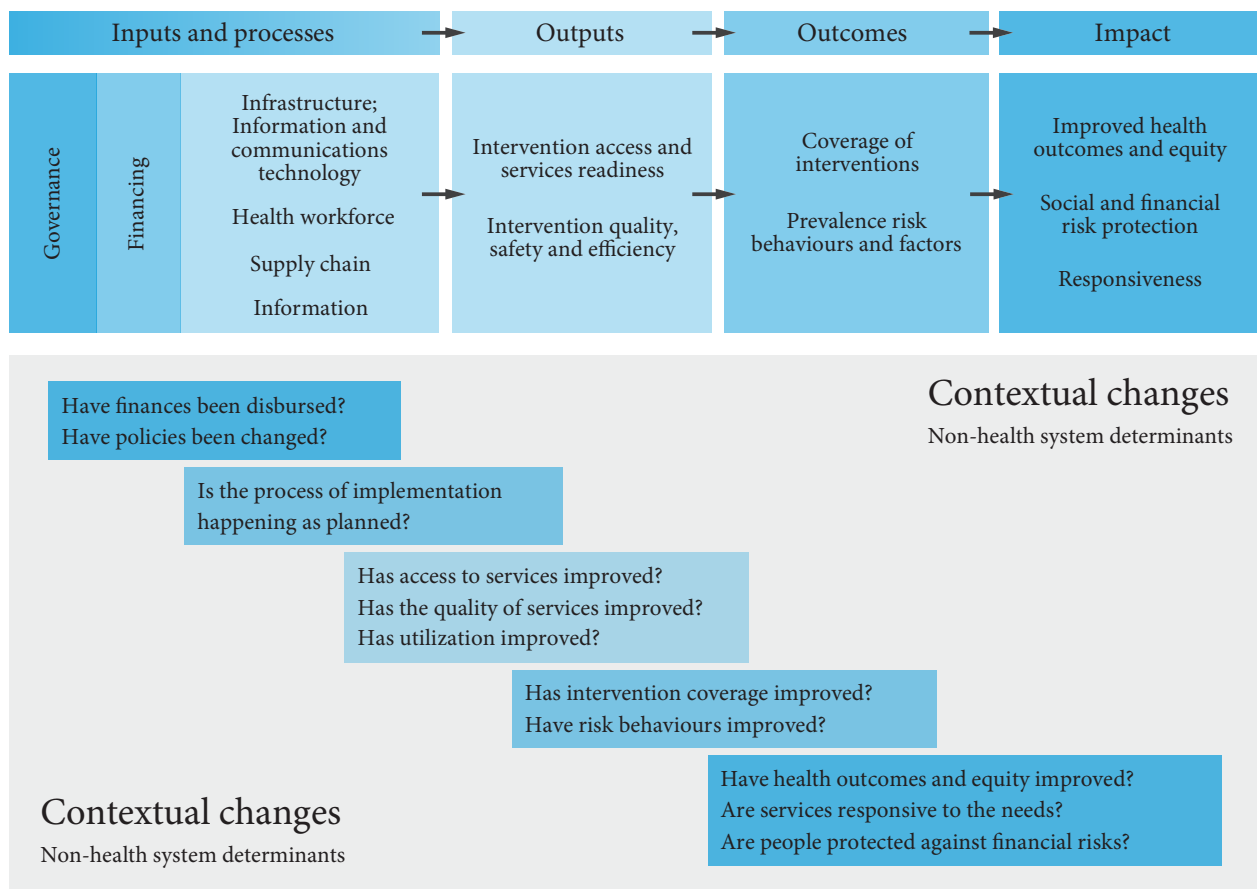 Inputs and processes
Outputs
Outcomes
Impact
Governance
Financing
Infrastructure;
Information and
communications
technology
Health workforce
Supply chain
Information
Intervention access and
services readiness
Intervention quality,
safety and efficiency
Coverage of
interventions
Prevalence risk
behaviours and factors
Improved health
outcomes and equity
Social and financial
risk protection
Responsiveness
Contextual changes
Non-health system determinants
Have finances been disbursed?
Have policies been changed?
Is the process of implementation
happening as planned?
Has access to services improved?
Has the quality of services improved?
Has utilization improved?
Has intervention coverage improved?
Have risk behaviours improved?
Have health outcomes and equity improved?
Are services responsive to the needs?
Are people protected against financial risks?
Contextual changes
Non-health system determinants